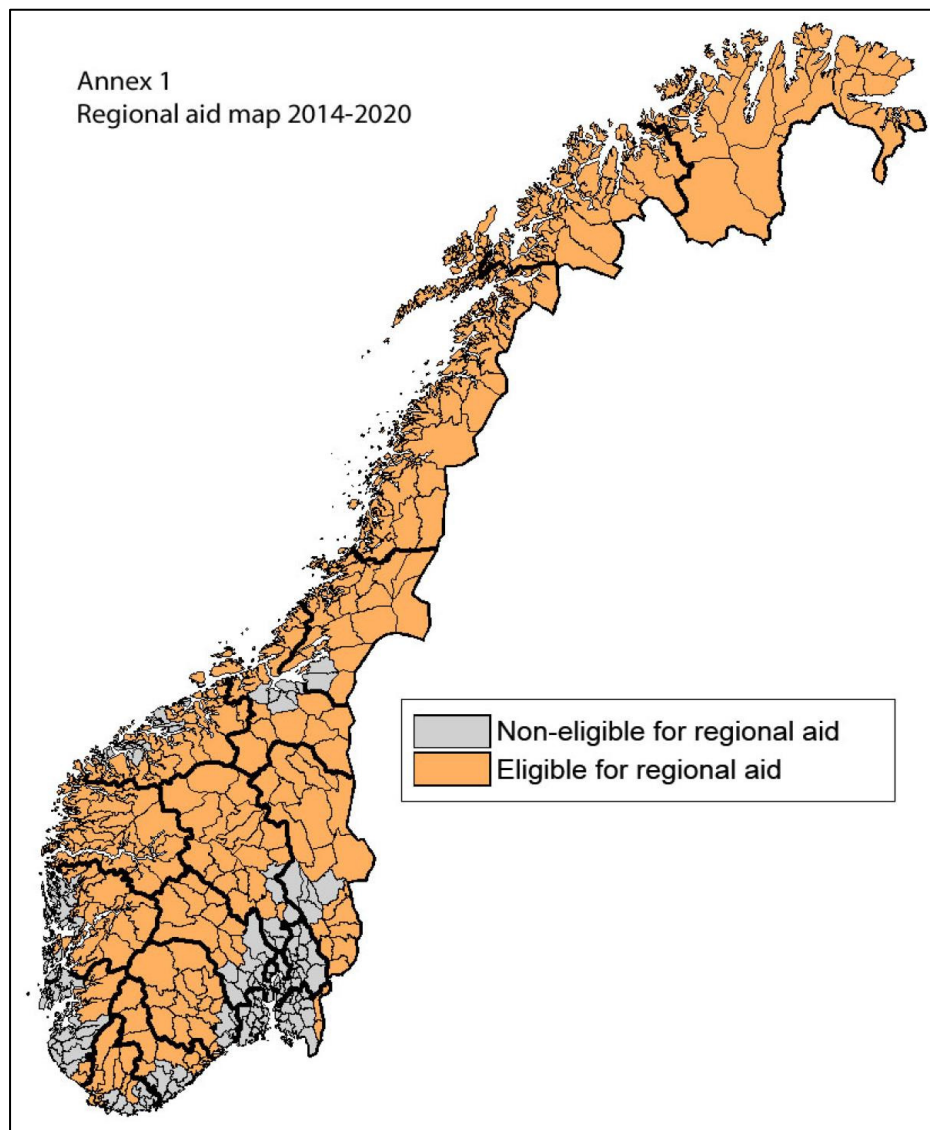 Annex 1
Regional aid map 2014-2020
Non-eligible for regional aid
Eligible for regional aid